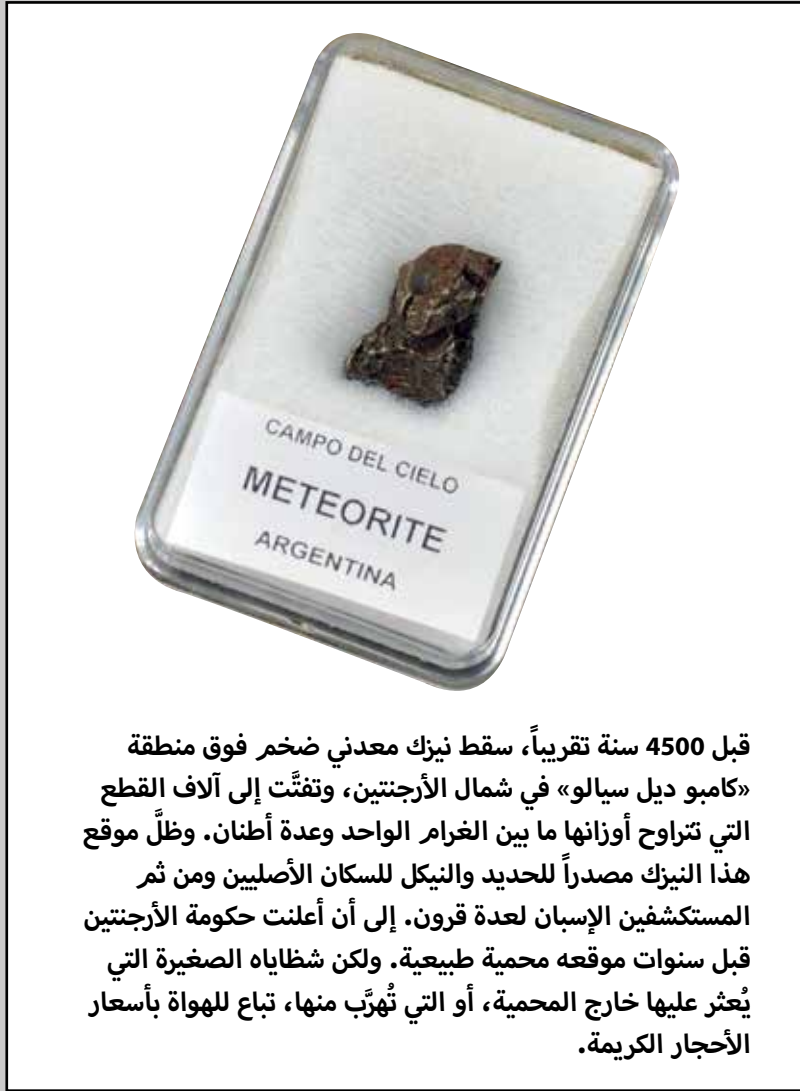 CAMPO DEL CIELO
METEORITE
ARGENTINA
قبل 4500 سنة تقريباً، سقط نيزك معدني ضخم فوق منطقة
«كامبو ديل سيالو» في شمال الأرجنتين، وتفتَّت إلى آلاف القطع
التي تتراوح أوزانها ما بين الغرام الواحد وعدة أطنان. وظلَّ موقع
هذا النيزك مصدراً للحديد والنيكل للسكان الأصليين ومن ثم
المستكشفين الإسبان لعدة قرون. إلى أن أعلنت حكومة الأرجنتين
قبل سنوات موقعه محمية طبيعية. ولكن شظاياه الصغيرة التي
يُعثر عليها خارج المحمية، أو التي تُهرَّب منها، تباع للهواة بأسعار
الأحجار الكريمة.